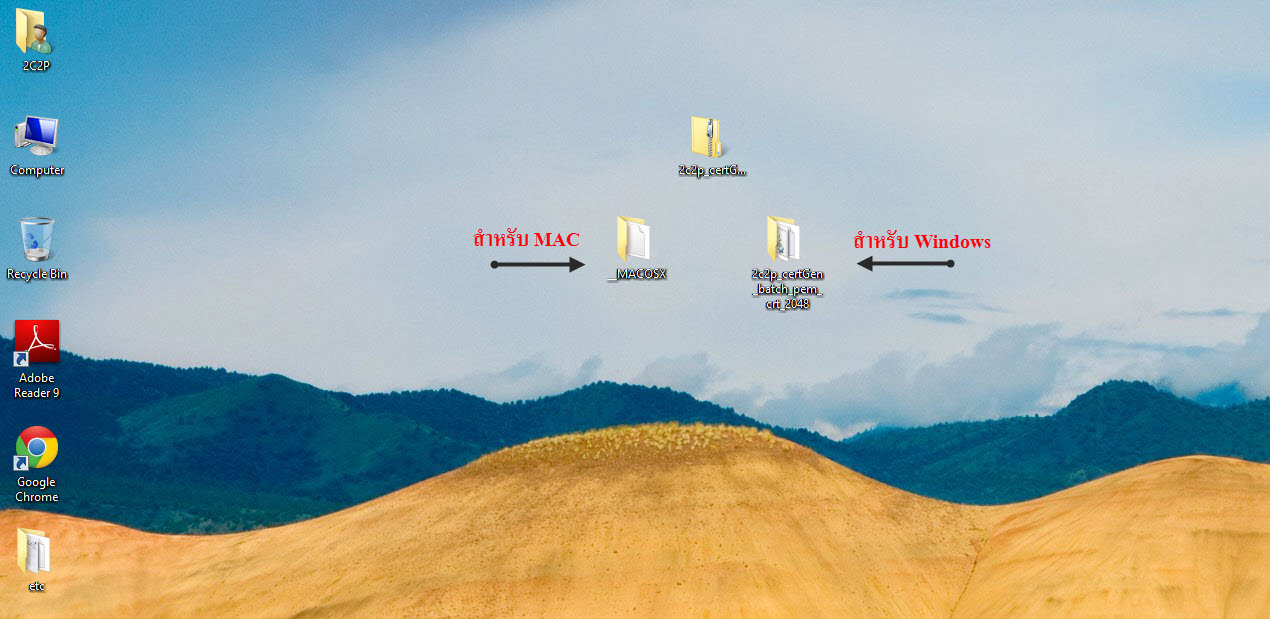 2C2P
Computer
Recycle Bin
Adobe
Reader 9
Google
Chrome
etc
2c2p_certG...
สำหรับ MAC
__MACOSX
2c2p_certGen
_batch_pem_
crt_2048
สำหรับ Windows